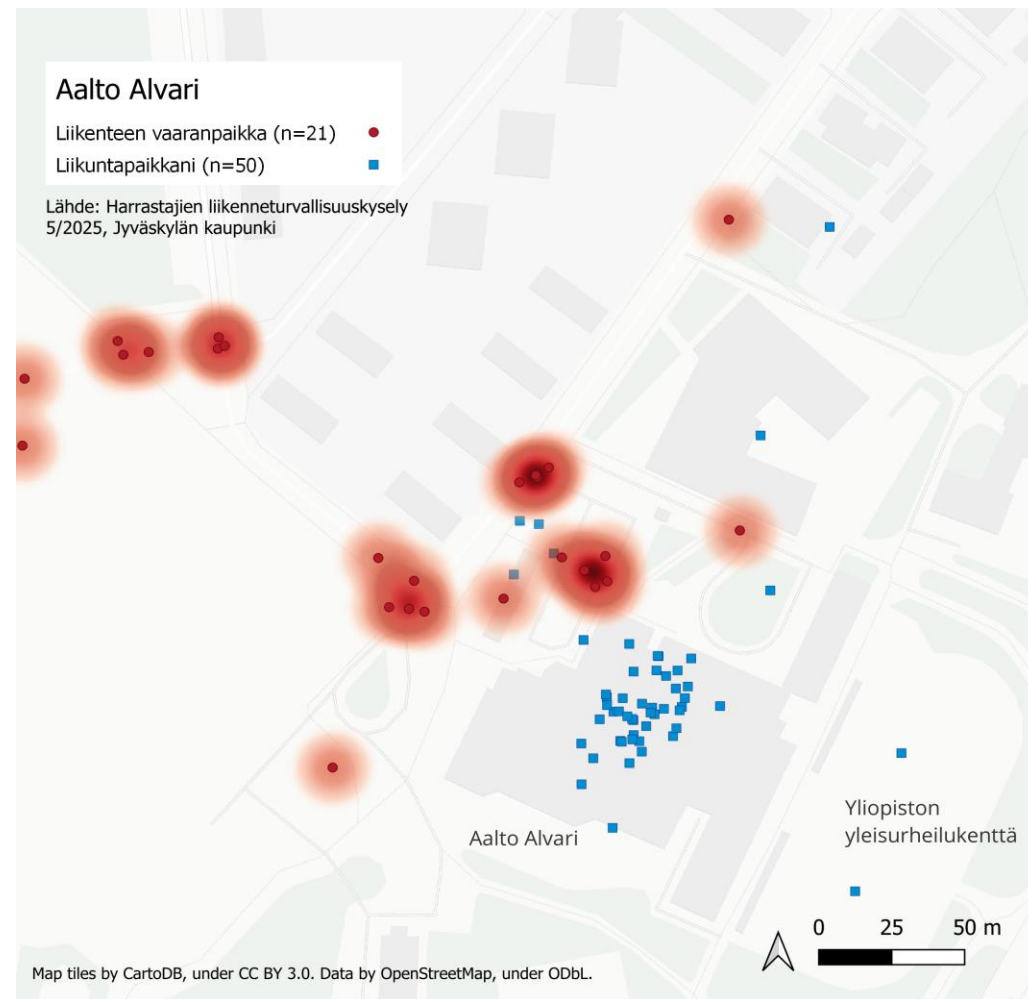 Aalto Alvari
Liikenteen vaaranpaikka (n=21)
Liikuntapaikkani (n=50)
Lähde: Harrastajien liikenneturvallisuuskysely
5/2025, Jyväskylän kaupunki
Aalto Alvari
Yliopiston
yleisurheilukenttä
0 25 50 m
Map tiles by CartoDB, under CC BY 3.0. Data by OpenStreetMap, under ODbL.